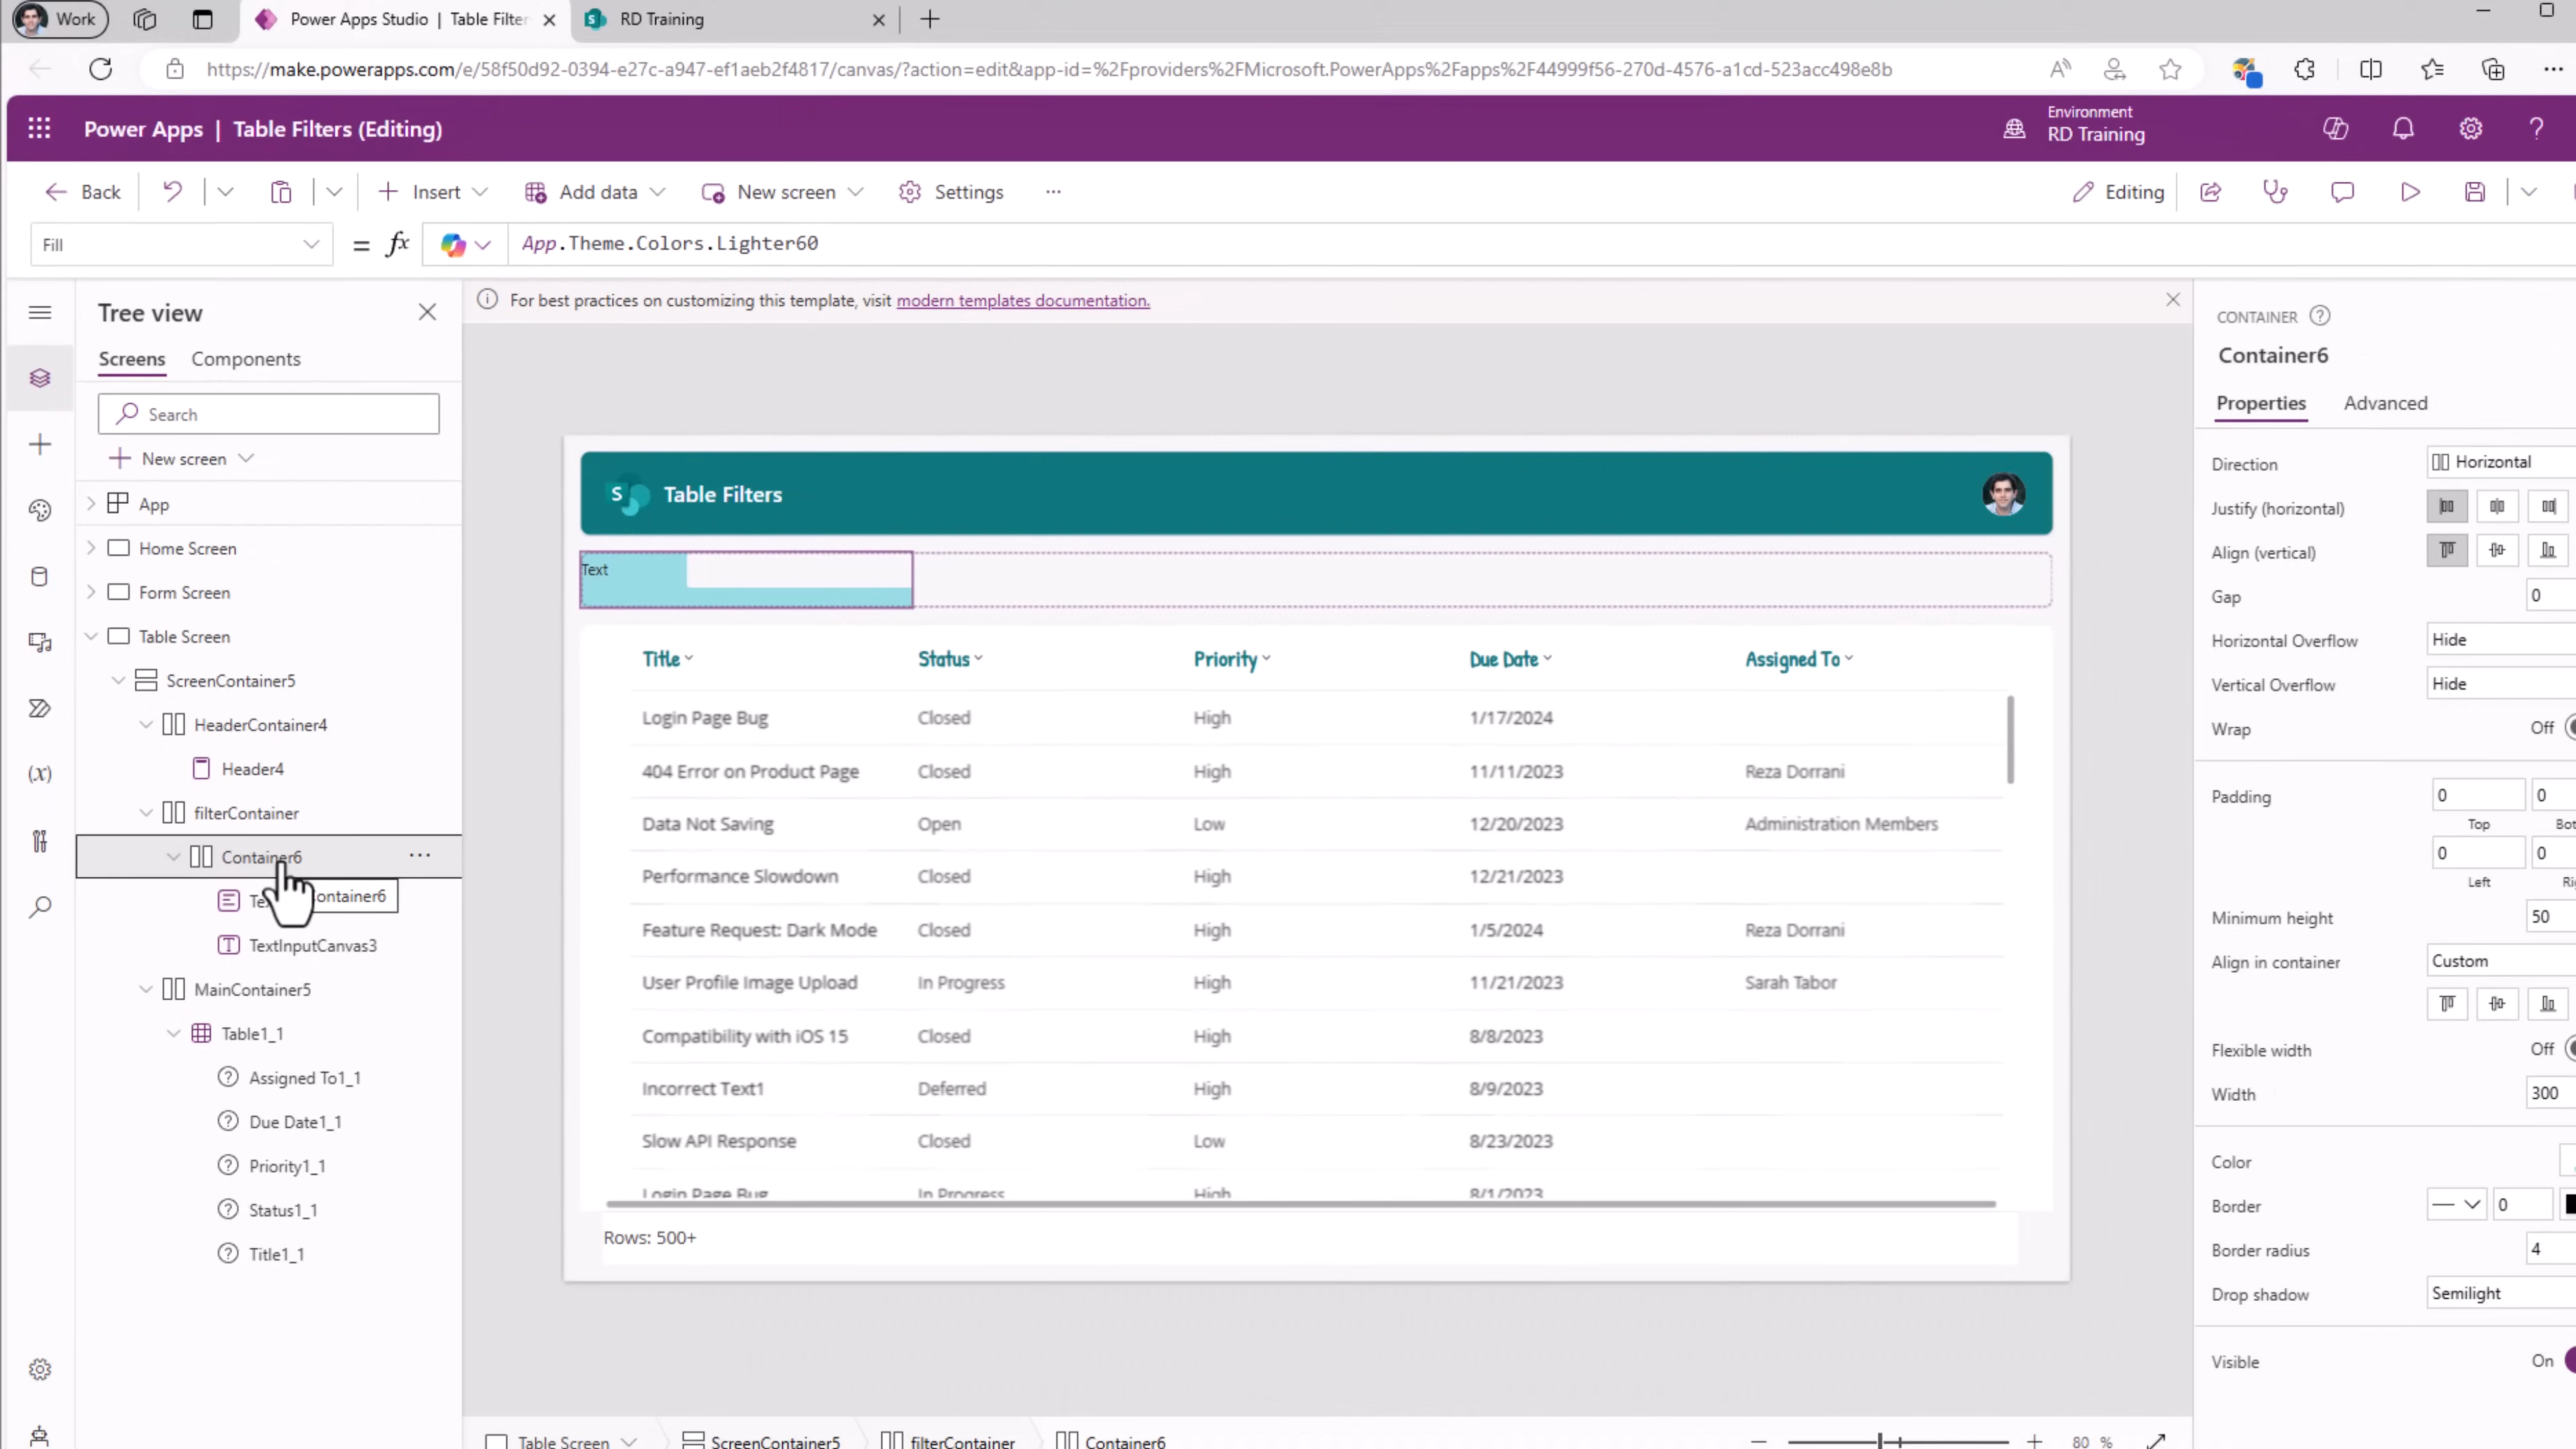 Work
Power Apps Studio | Table Filter
RD Training
https://make.powerapps.com/e/58f50d92-0394-e27c-a947-ef1aeb2f4817/canvas/?action=edit&app-id=%2Fproviders%2FMicrosoft.PowerApps%2Fapps%2F44999f56-270d-4576-a1cd-523acc498e8b
Power Apps | Table Filters (Editing)
Environment
RD Training
Back
Insert
Add data
New screen
Settings
Editing
Fill
= fx
App.Theme.Colors.Lighter60
Tree view
Screens Components
Search
New screen
App
Home Screen
Form Screen
Table Screen
ScreenContainer5
HeaderContainer4
Header4
filterContainer
Container6
ontainer6
TextInputCanvas3
MainContainer5
Table1_1
Assigned To1_1
Due Date1_1
Priority1_1
Status1_1
Title1_1
For best practices on customizing this template, visit modern templates documentation.
S Table Filters
Text
Title Status Priority Due Date Assigned To
Login Page Bug Closed High 1/17/2024
404 Error on Product Page Closed High 11/11/2023 Reza Dorrani
Data Not Saving Open Low 12/20/2023 Administration Members
Performance Slowdown Closed High 12/21/2023
Feature Request: Dark Mode Closed High 1/5/2024 Reza Dorrani
User Profile Image Upload In Progress High 11/21/2023 Sarah Tabor
Compatibility with iOS 15 Closed High 8/8/2023
Incorrect Text1 Deferred High 8/9/2023
Slow API Response Closed Low 8/23/2023
Login Page Bug In Progress High 8/1/2023
Rows: 500+
CONTAINER
Container6
Properties Advanced
Direction Horizontal
Justify (horizontal)
Align (vertical)
Gap 0
Horizontal Overflow Hide
Vertical Overflow Hide
Wrap Off
Padding 0 0
Top
0 0
Left
Minimum height 50
Align in container Custom
Flexible width Off
Width 300
Color
Border 0
Border radius 4
Drop shadow Semilight
Visible On
Table Screen ScreenContainer5 filterContainer Container6
80 %